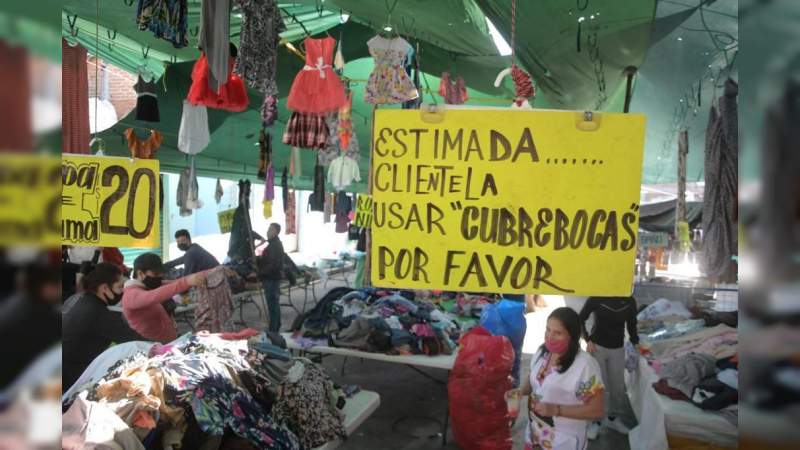 ESTIMADA.......
CLIENTELA
USAR "CUBREBOCAS"
POR FAVOR
$20